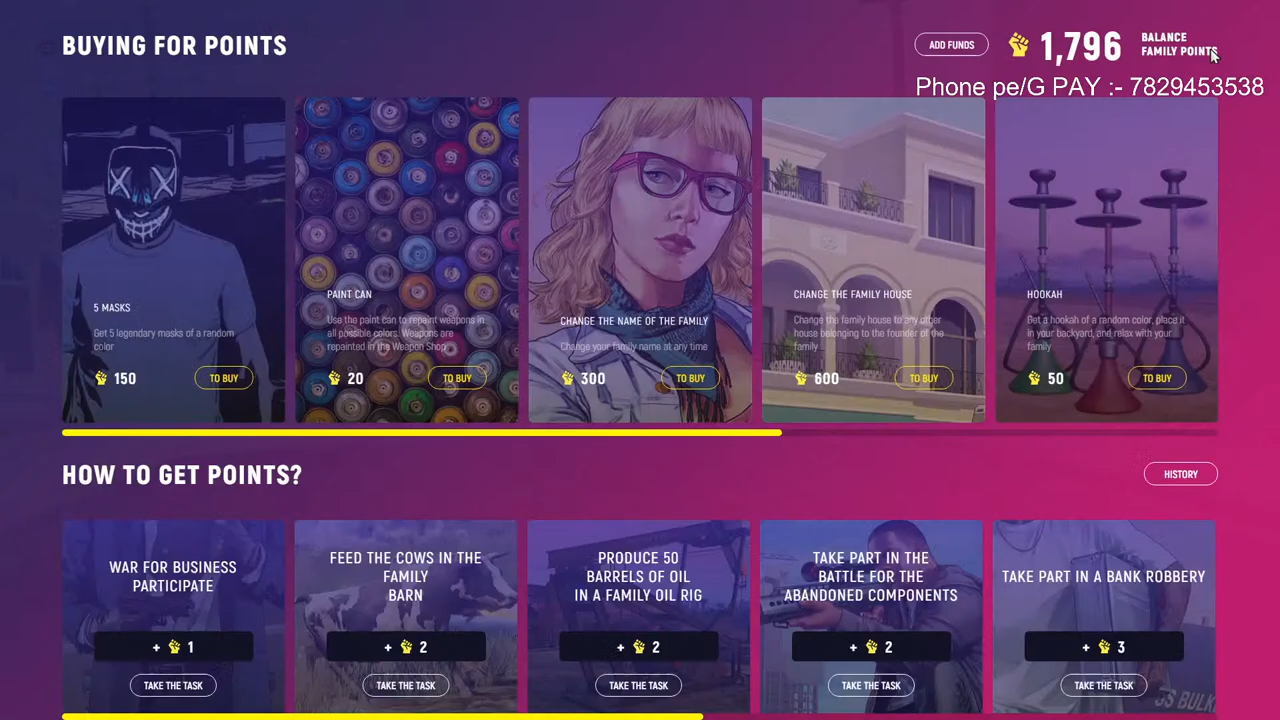 BUYING FOR POINTS
ADD FUNDS
1,796
BALANCE
FAMILY POINTS
Phone pe/G PAY :- 7829453538
5 MASKS
Get 5 legendary masks of a random
color
150
TO BUY
PAINT CAN
Use the paint can to repaint weapons in
all possible colors. Weapons are
repainted in the Weapon Shop
20
TO BUY
CHANGE THE NAME OF THE FAMILY
Change your family name at any time
300
TO BUY
CHANGE THE FAMILY HOUSE
Change the family house to any other
house belonging to the founder of the
family
600
TO BUY
HOOKAH
Get a hookah of a random color, place it
in your backyard, and relax with your
family
50
TO BUY
HOW TO GET POINTS?
HISTORY
WAR FOR BUSINESS
PARTICIPATE
+ 1
TAKE THE TASK
FEED THE COWS IN THE
FAMILY
BARN
+ 2
TAKE THE TASK
PRODUCE 50
BARRELS OF OIL
IN A FAMILY OIL RIG
+ 2
TAKE THE TASK
TAKE PART IN THE
BATTLE FOR THE
ABANDONED COMPONENTS
+ 2
TAKE THE TASK
TAKE PART IN A BANK ROBBERY
+ 3
TAKE THE TASK